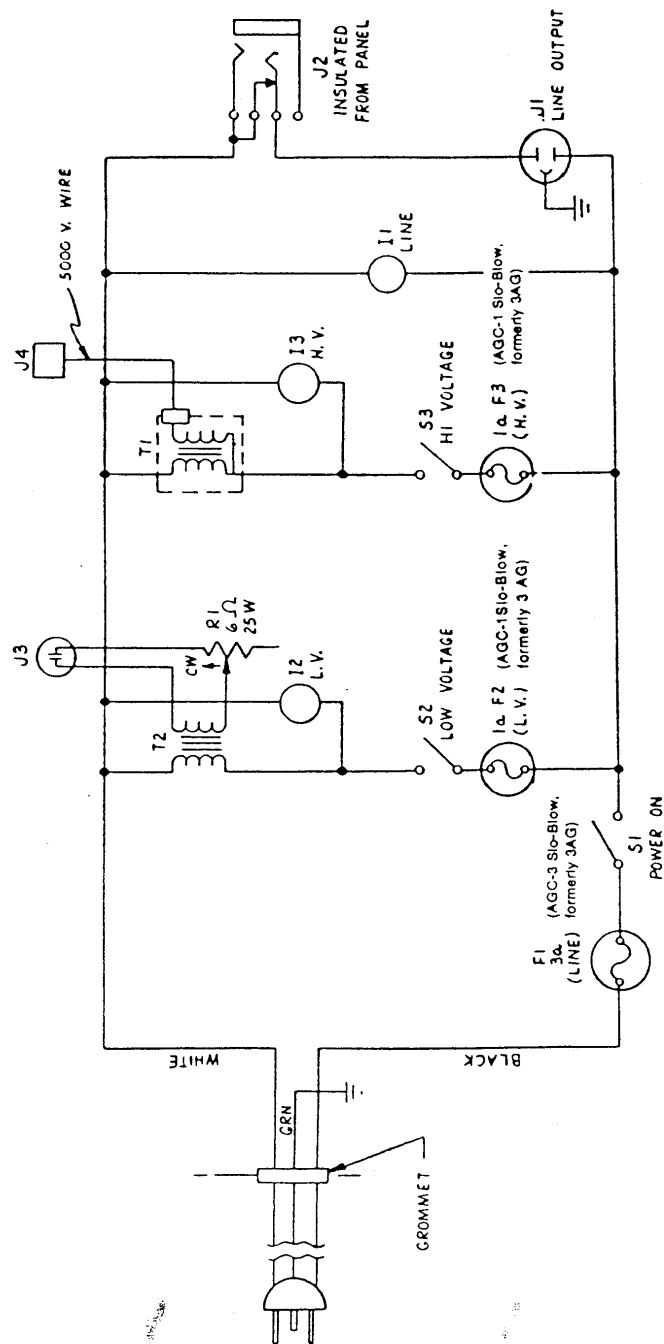 J2
INSULATED
FROM PANEL
J1
LINE OUTPUT
5000 V. WIRE
I1
LINE
J4
T1
I3
H.V.
S3
HI VOLTAGE
1a F3 (AGC-1 Slo-Blow,
(H.V.) formerly 3AG)
J3
CW
R1
6 Ω
25 W
T2
I2
L.V.
S2
LOW VOLTAGE
1a F2 (AGC-1 Slo-Blow,
(L.V.) formerly 3 AG)
F1
3a
(LINE)
(AGC-3 Slo-Blow,
formerly 3AG)
S1
POWER ON
WHITE
BLACK
GRN
GROMMET